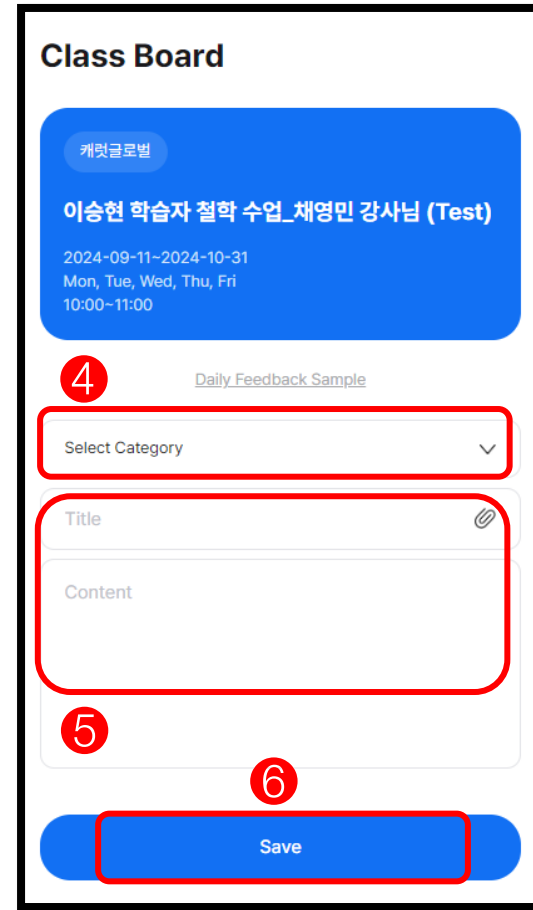 Class Board
캐럿글로벌
이승현 학습자 철학 수업_채영민 강사님 (Test)
2024-09-11~2024-10-31
Mon, Tue, Wed, Thu, Fri
10:00~11:00
4
Daily Feedback Sample
Select Category
Title
Content
5
6
Save